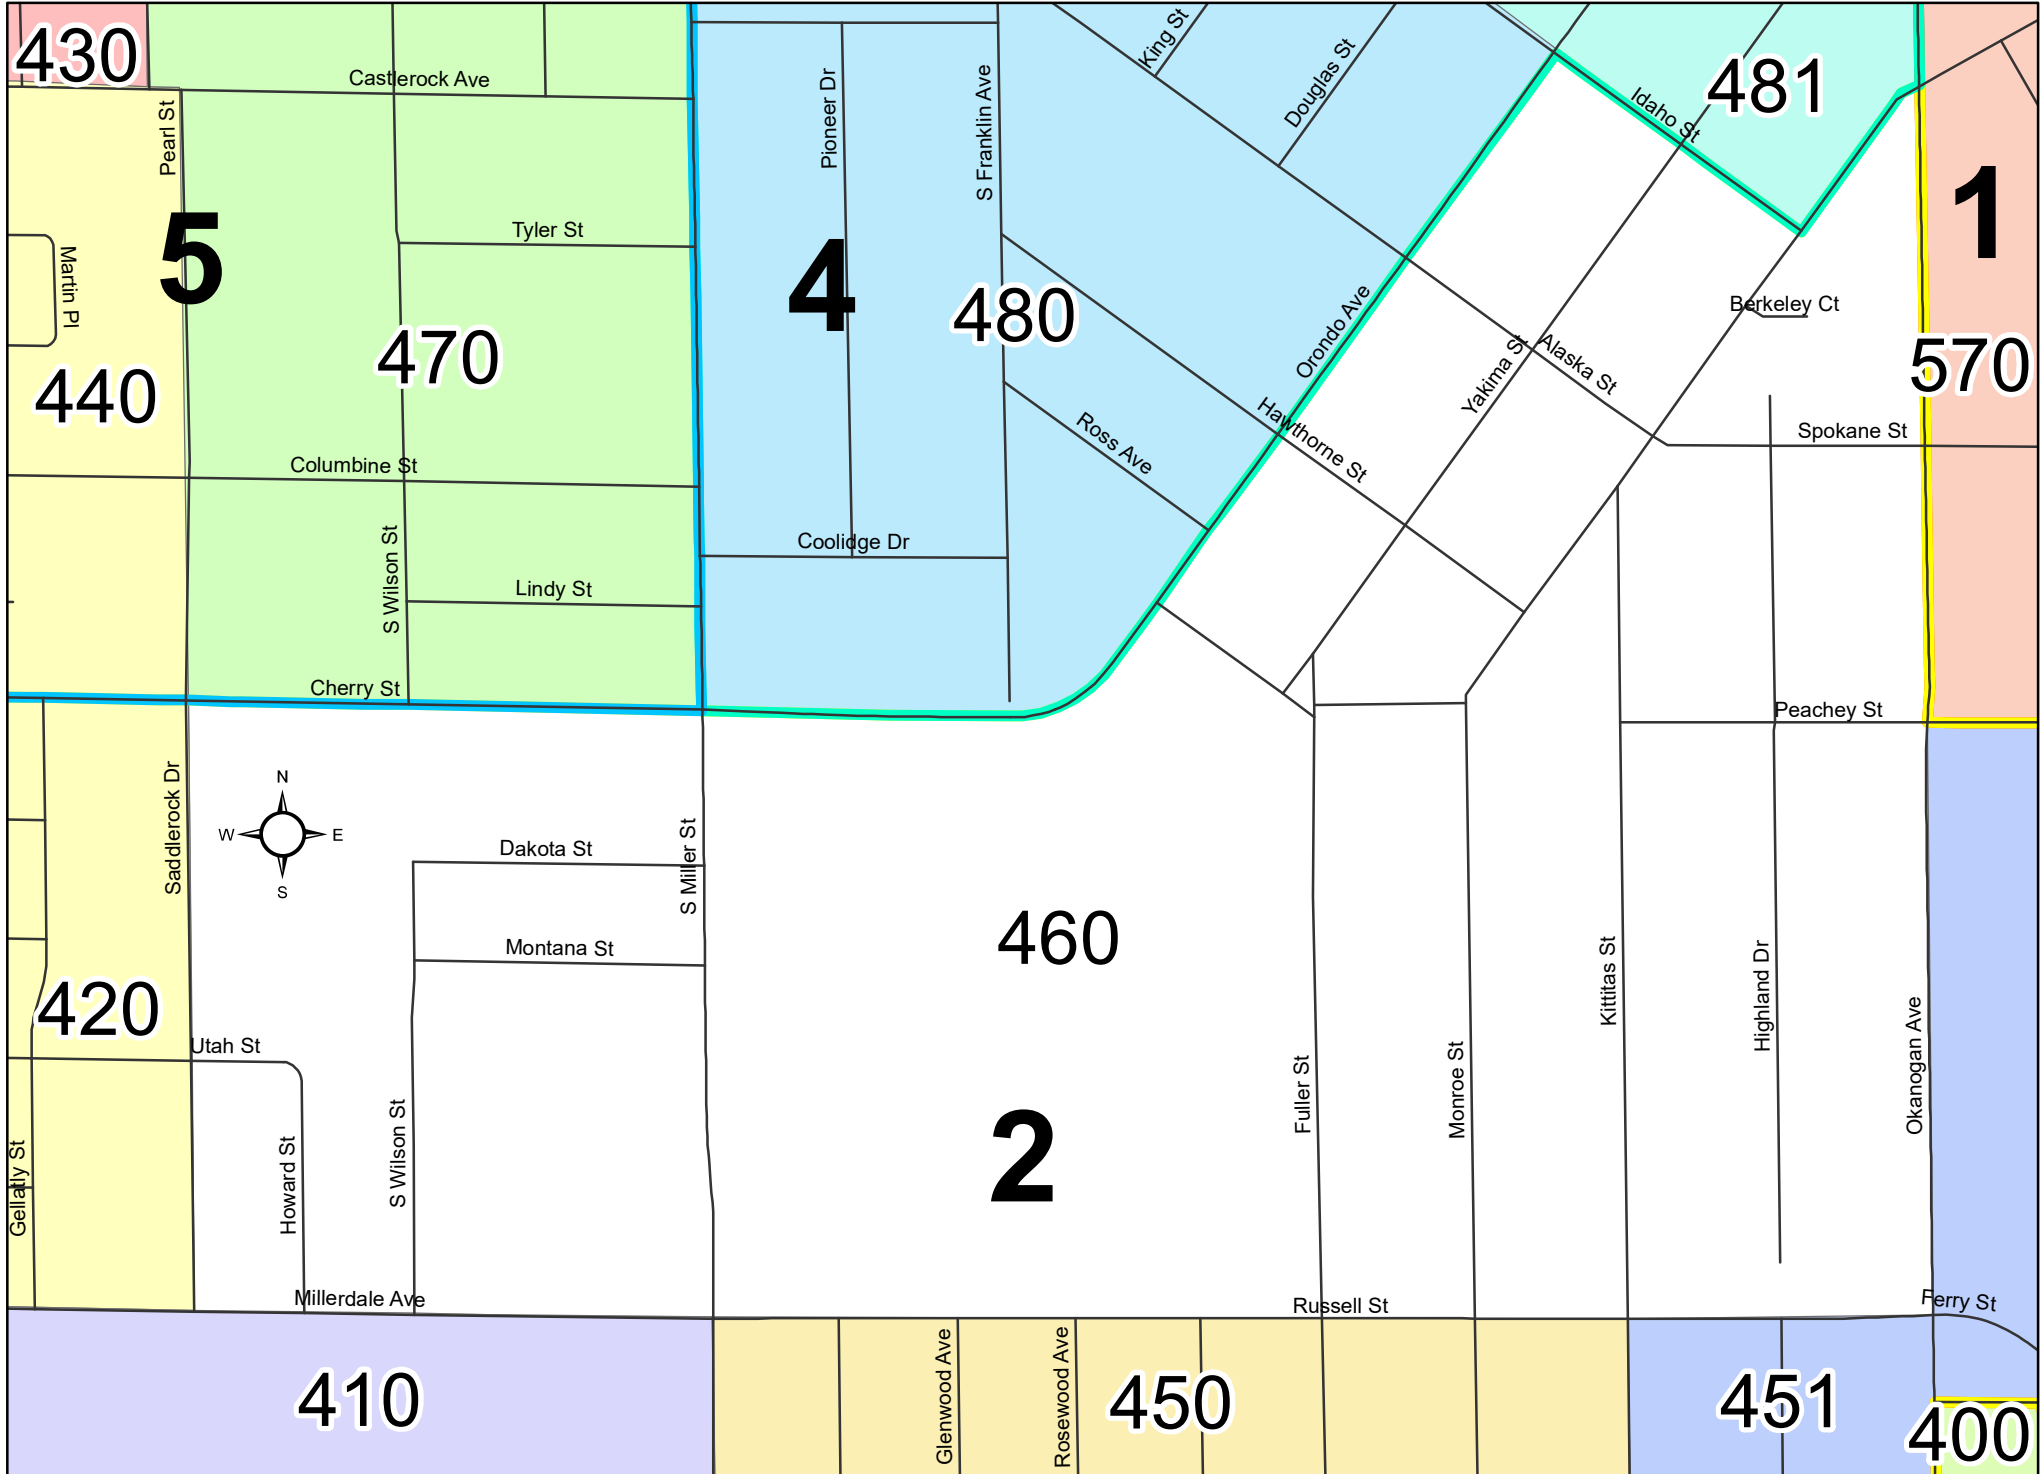 430
Castlerock Ave
King St
Douglas St
481
Idaho St
Pearl St
Pioneer Dr
S Franklin Ave
1
5
Tyler St
4
480
Martin Pl
Orondo Ave
Berkeley Ct
470
440
Yakima St
Alaska St
570
Ross Ave
Hawthorne St
Spokane St
Columbine St
S Wilson St
Coolidge Dr
Lindy St
Cherry St
Peachey St
N
W
E
S
Saddlerock Dr
Dakota St
S Miller St
Montana St
460
420
Kittitas St
Highland Dr
Okanogan Ave
Utah St
Fuller St
Monroe St
2
Gellatly St
Howard St
S Wilson St
Millerdale Ave
Russell St
Ferry St
410
Glenwood Ave
Rosewood Ave
450
451
400